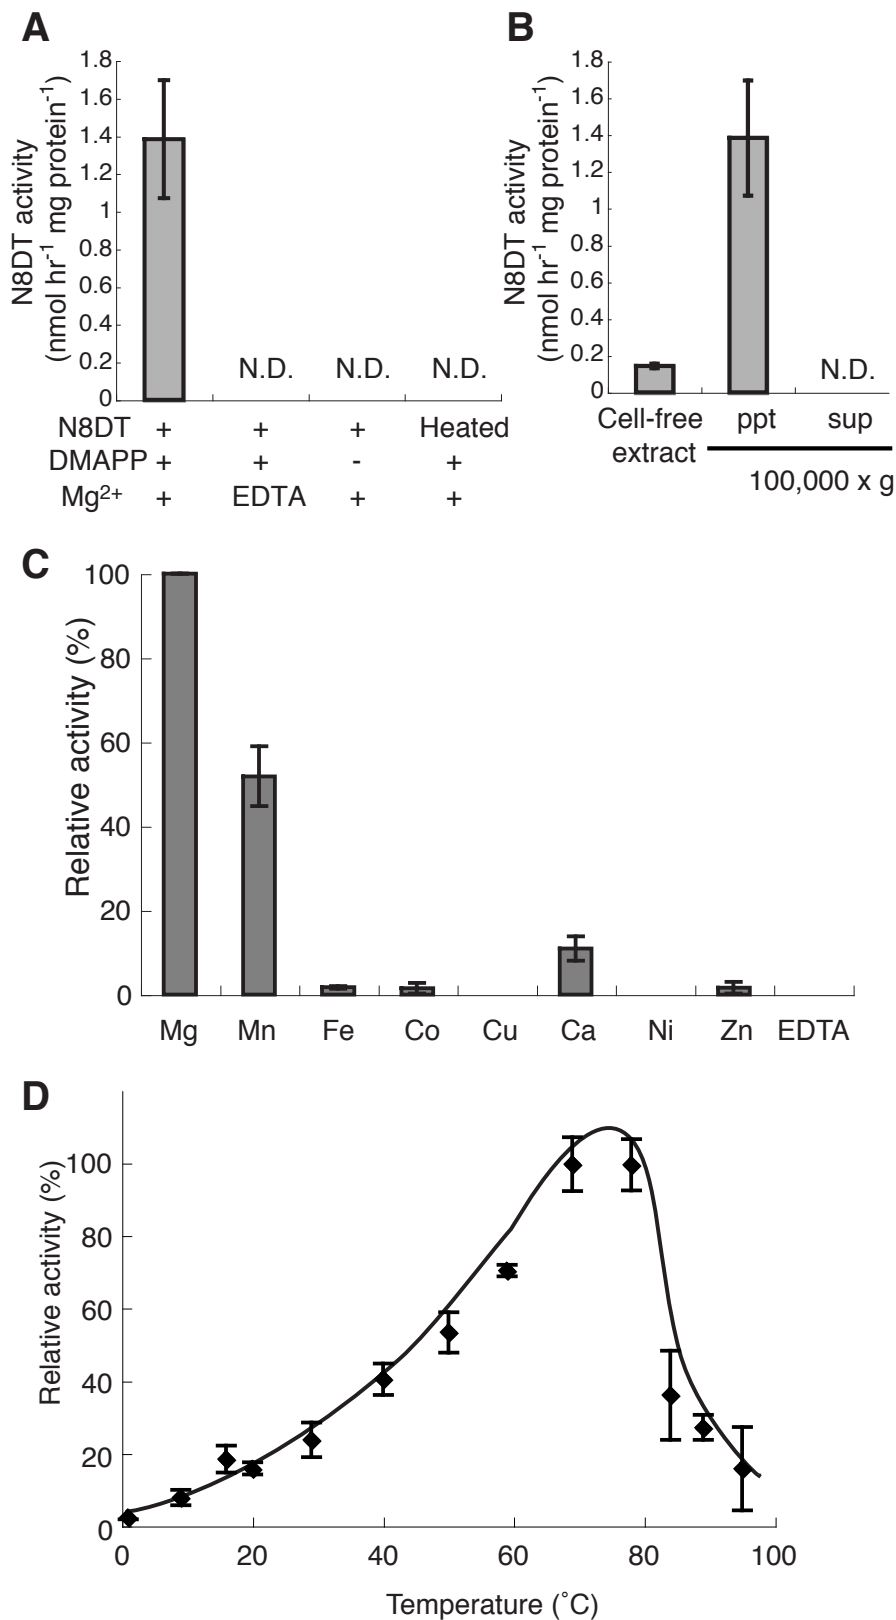 A
N8DT activity
(nmol hr⁻¹ mg protein⁻¹)
1.8
1.6
1.4
1.2
1
0.8
0.6
0.4
0.2
0
N.D. N.D. N.D.
N8DT + + + Heated
DMAPP + + - +
Mg²⁺ + EDTA + +
B
N8DT activity
(nmol hr⁻¹ mg protein⁻¹)
1.8
1.6
1.4
1.2
1
0.8
0.6
0.4
0.2
0
N.D.
Cell-free ppt sup
extract
100,000 x g
C
Relative activity (%)
100
80
60
40
20
0
Mg Mn Fe Co Cu Ca Ni Zn EDTA
D
Relative activity (%)
100
80
60
40
20
0
0 20 40 60 80 100
Temperature (˚C)